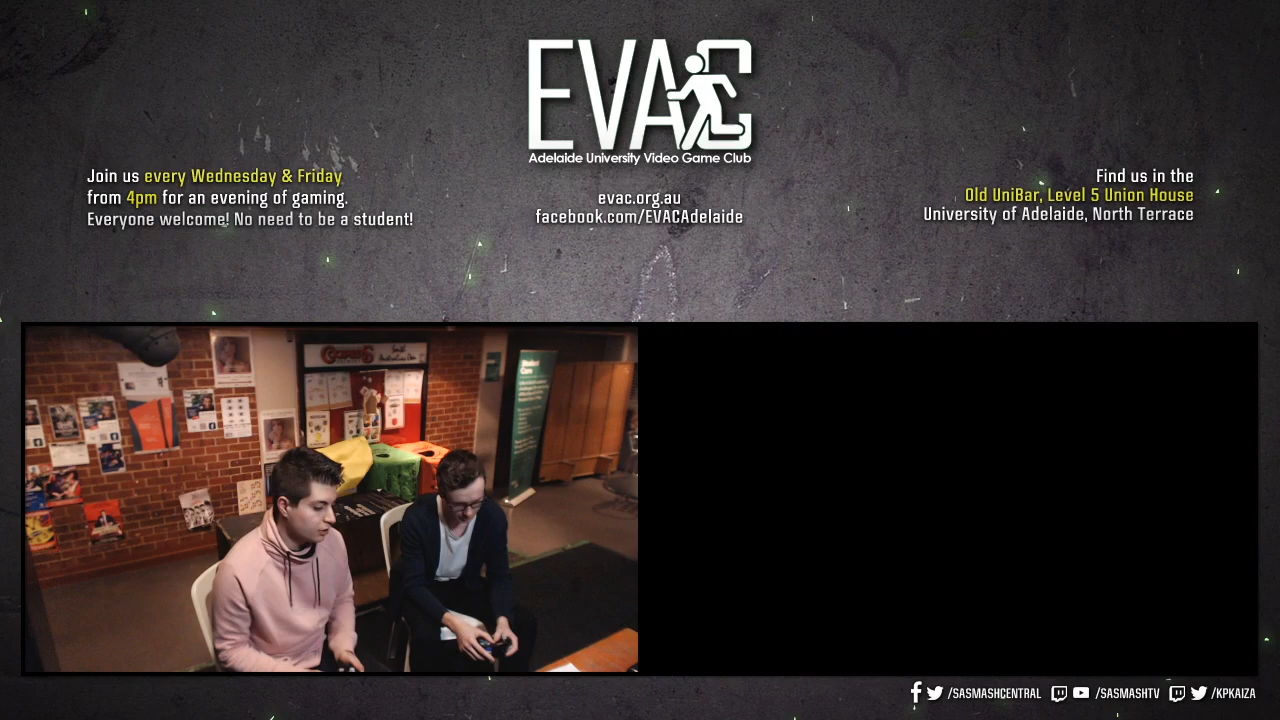 EVAC
Adelaide University Video Game Club
Join us every Wednesday & Friday
from 4pm for an evening of gaming.
Everyone welcome! No need to be a student!
evac.org.au
facebook.com/EVACAdelaide
Find us in the
Old UniBar, Level 5 Union House
University of Adelaide, North Terrace
Student
Care
/SASMASHCENTRAL
/SASMASHTV
/KPKAIZA